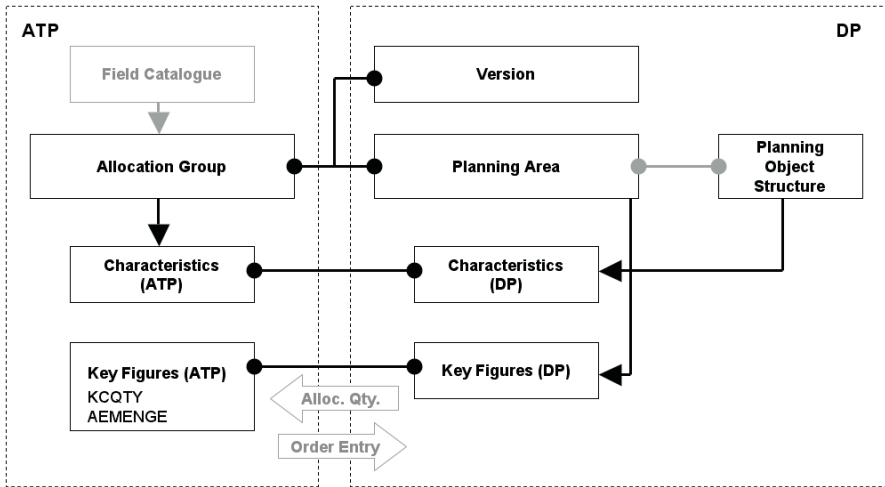 ATP
DP
Field Catalogue
Version
Allocation Group
Planning Area
Planning
Object
Structure
Characteristics
(ATP)
Characteristics
(DP)
Key Figures (ATP)
KCQTY
AEMENGE
Key Figures (DP)
Alloc. Qty.
Order Entry